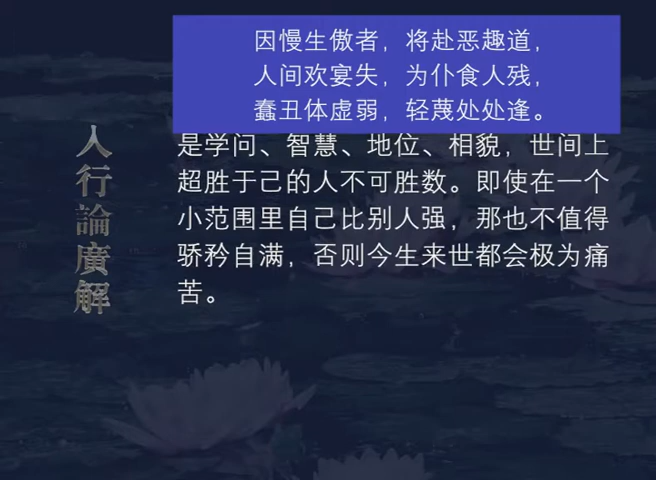 因慢生傲者，将赴恶趣道，
人间欢宴失，为仆食人残，
蠢丑体虚弱，轻蔑处处逢。
是学问、智慧、地位、相貌，世间上
超胜于己的人不可胜数。即使在一个
小范围里自己比别人强，那也不值得
骄矜自满，否则今生来世都会极为痛
苦。
入行論廣解